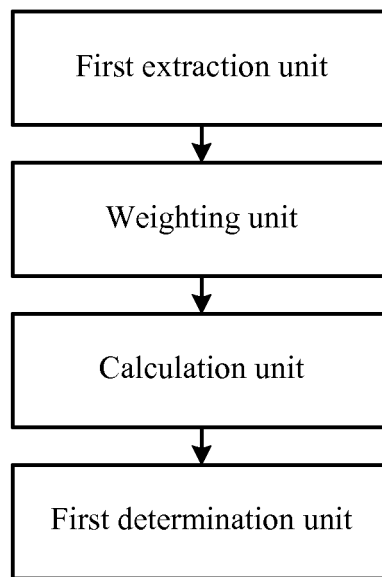 First extraction unit
Weighting unit
Calculation unit
First determination unit